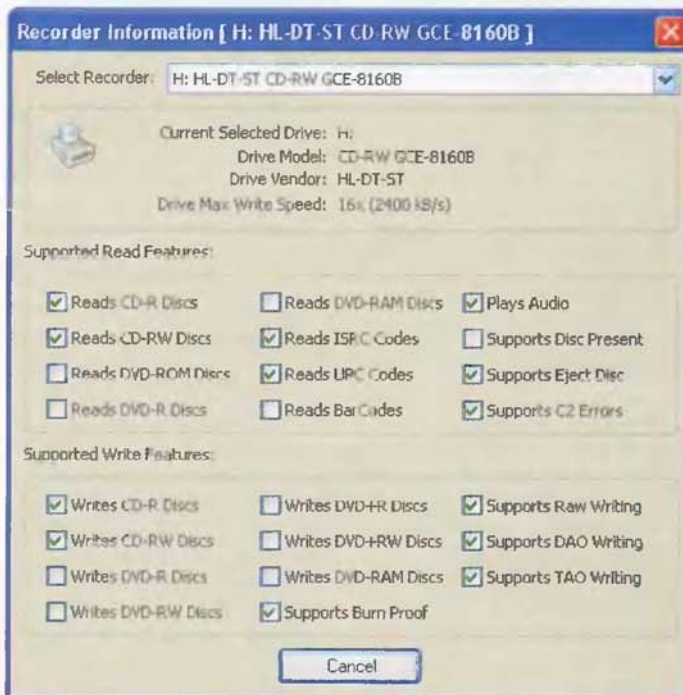 Recorder Information [ H: HL-DT-ST CD-RW GCE-8160B ]
Select Recorder: H: HL-DT-ST CD-RW GCE-8160B
Current Selected Drive: H:
Drive Model: CD-RW GCE-8160B
Drive Vendor: HL-DT-ST
Drive Max Write Speed: 16x (2400 kB/s)
Supported Read Features:
Reads CD-R Discs Reads DVD-RAM Discs Plays Audio
Reads CD-RW Discs Reads ISRC Codes Supports Disc Present
Reads DVD-ROM Discs Reads UPC Codes Supports Eject Disc
Reads DVD-R Discs Reads BarCodes Supports C2 Errors
Supported Write Features:
Writes CD-R Discs Writes DVD+R Discs Supports Raw Writing
Writes CD-RW Discs Writes DVD+RW Discs Supports DAO Writing
Writes DVD-R Discs Writes DVD-RAM Discs Supports TAO Writing
Writes DVD-RW Discs Supports Burn Proof
Cancel